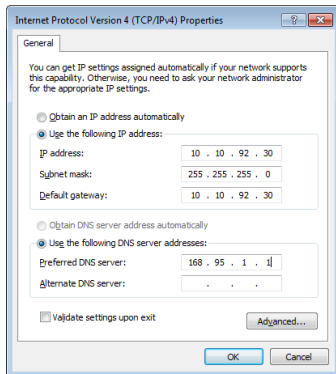 Internet Protocol Version 4 (TCP/IPv4) Properties
General
You can get IP settings assigned automatically if your network supports
this capability. Otherwise, you need to ask your network administrator
for the appropriate IP settings.
Obtain an IP address automatically
Use the following IP address:
IP address: 10 . 10 . 92 . 30
Subnet mask: 255 . 255 . 255 . 0
Default gateway: 10 . 10 . 92 . 30
Obtain DNS server address automatically
Use the following DNS server addresses:
Preferred DNS server: 168 . 95 . 1 . 1
Alternate DNS server: . . .
Validate settings upon exit
Advanced...
OK Cancel